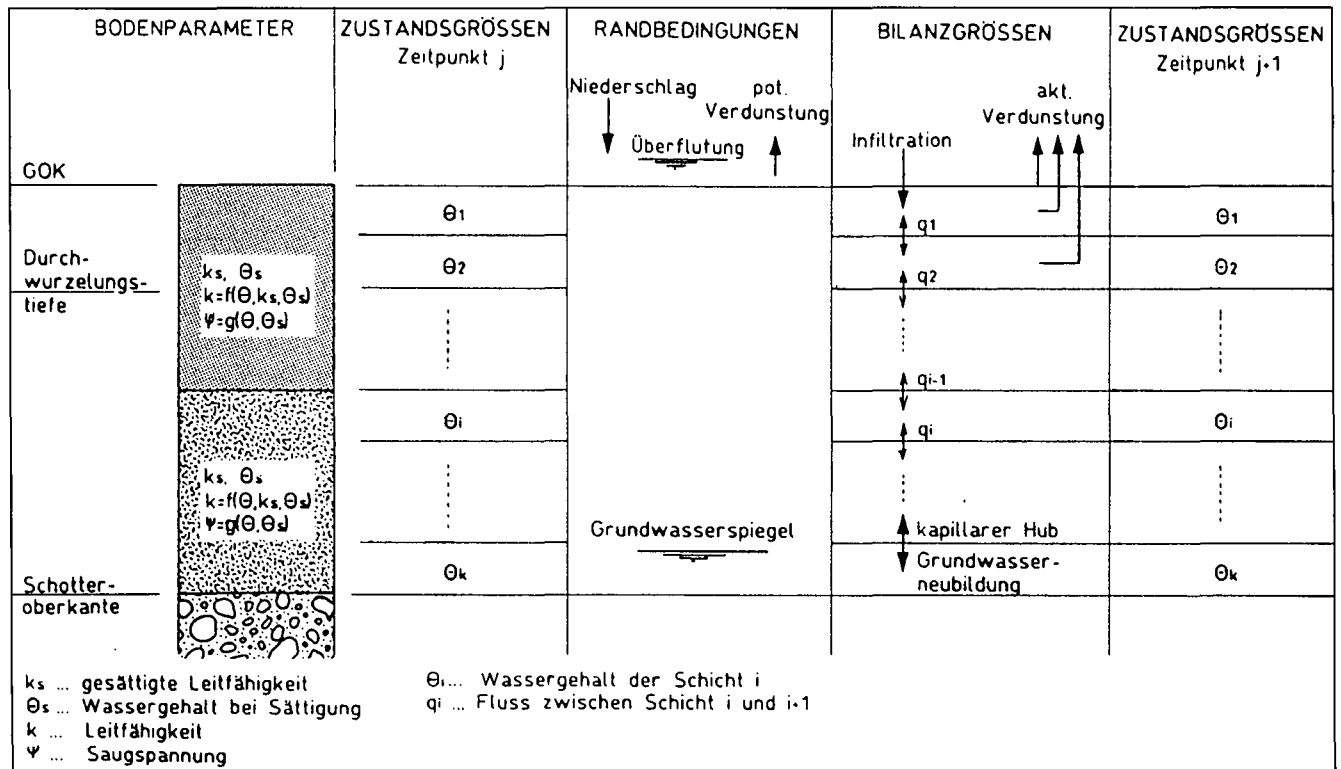 BODENPARAMETER
ZUSTANDSGRÖSSEN
Zeitpunkt j
RANDBEDINGUNGEN
BILANZGRÖSSEN
ZUSTANDSGRÖSSEN
Zeitpunkt j+1
Niederschlag
pot.
Verdunstung
Überflutung
akt.
Verdunstung
Infiltration
GOK
Durch-
wurzelungs-
tiefe
Schotter-
oberkante
ks, Θs
k=f(Θ,ks,Θs)
Ψ=g(Θ,Θs)
ks, Θs
k=f(Θ,ks,Θs)
Ψ=g(Θ,Θs)
Θ1
Θ2
Θi
Θk
Grundwasserspiegel
q1
q2
qi-1
qi
kapillarer Hub
Grundwasser-
neubildung
Θ1
Θ2
Θi
Θk
ks ... gesättigte Leitfähigkeit
Θs ... Wassergehalt bei Sättigung
k ... Leitfähigkeit
Ψ ... Saugspannung
Θi ... Wassergehalt der Schicht i
qi ... Fluss zwischen Schicht i und i+1